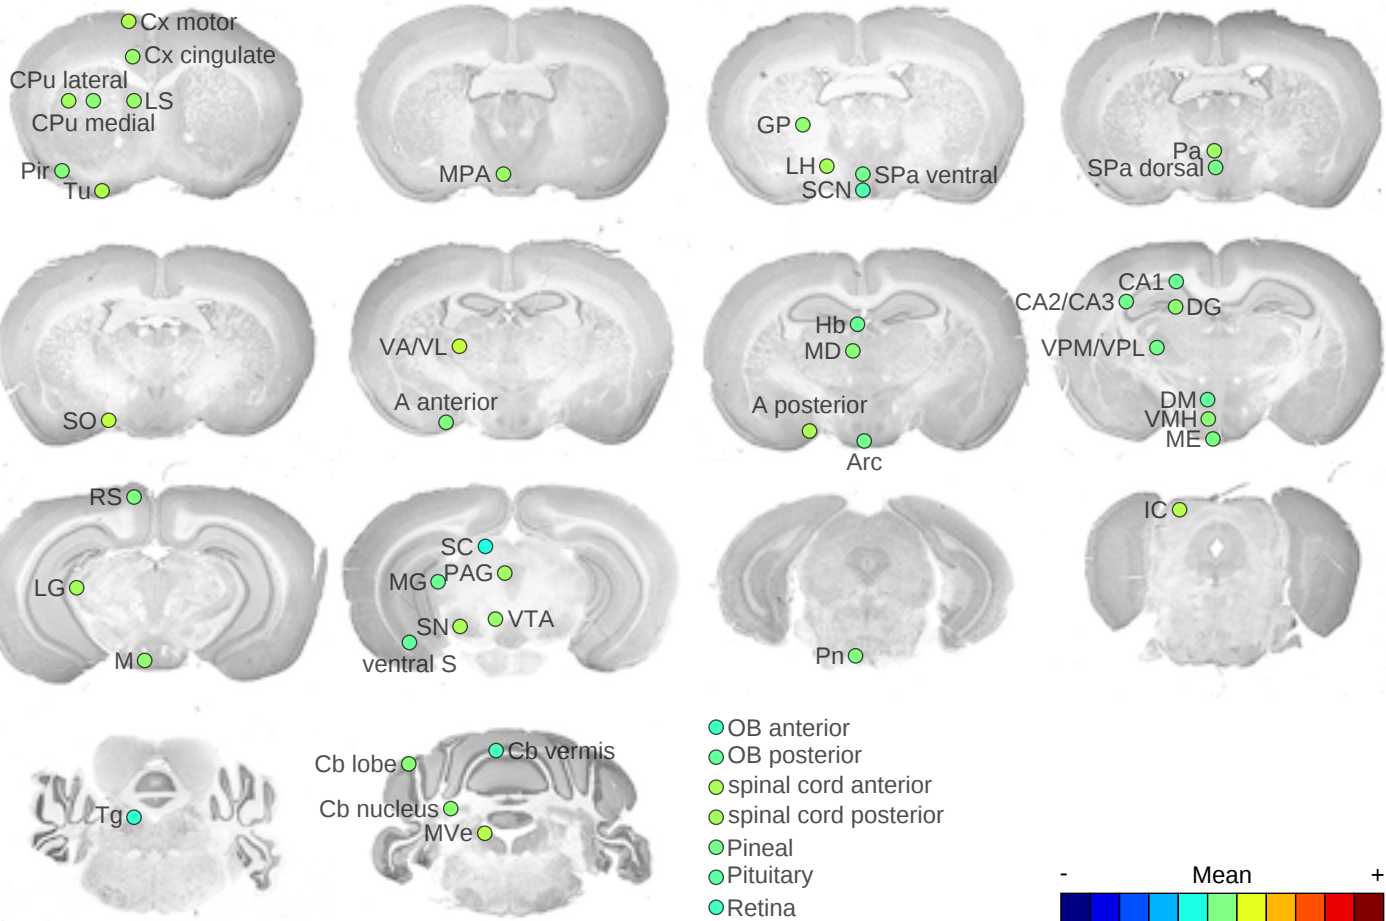 Cx motor
Cx cingulate
CPu lateral
LS
CPu medial
Pir
Tu
MPA
GP
LH
SPa ventral
SCN
Pa
SPa dorsal
SO
VA/VL
A anterior
Hb
MD
A posterior
Arc
CA1
CA2/CA3
DG
VPM/VPL
DM
VMH
ME
RS
LG
M
SC
MG
PAG
SN
VTA
ventral S
Pn
IC
Tg
Cb lobe
Cb vermis
Cb nucleus
MVe
OB anterior
OB posterior
spinal cord anterior
spinal cord posterior
Pineal
Pituitary
Retina
- Mean +